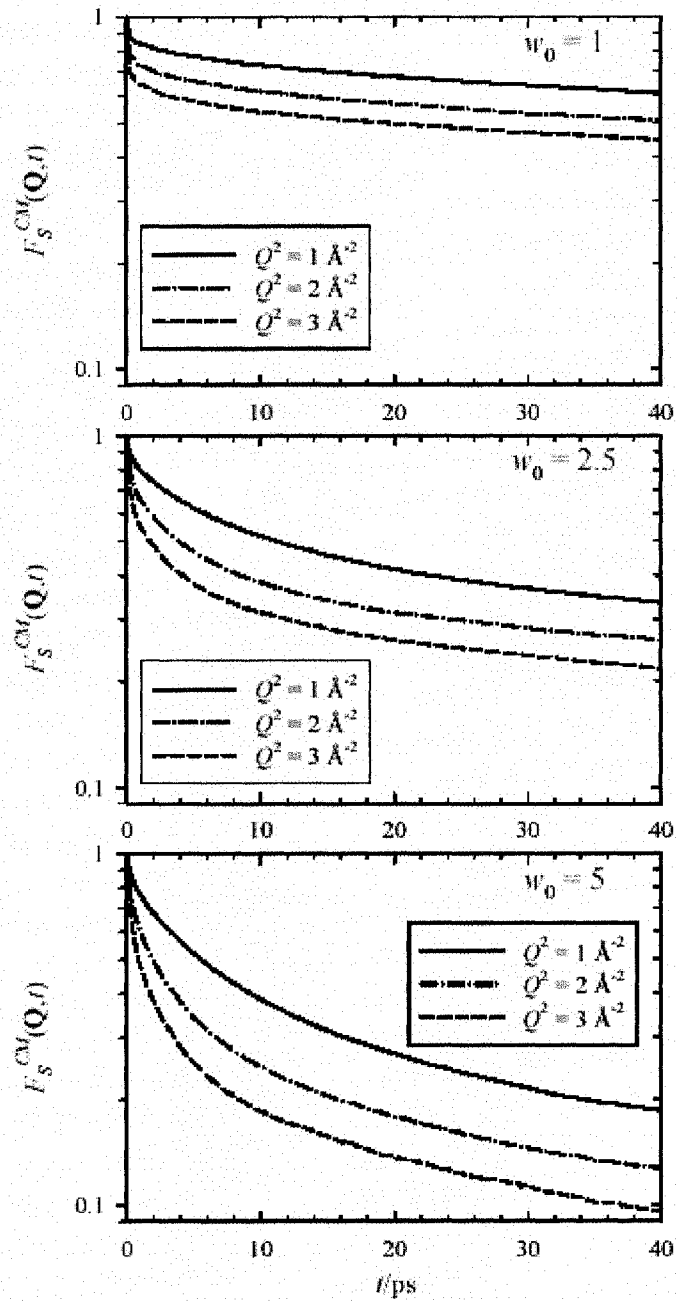 1
w₀ = 1
F_S^CM(Q,t)
Q² = 1 Å⁻²
Q² = 2 Å⁻²
Q² = 3 Å⁻²
0.1
0 10 20 30 40
1
w₀ = 2.5
F_S^CM(Q,t)
Q² = 1 Å⁻²
Q² = 2 Å⁻²
Q² = 3 Å⁻²
0.1
0 10 20 30 40
1
w₀ = 5
Q² = 1 Å⁻²
Q² = 2 Å⁻²
Q² = 3 Å⁻²
F_S^CM(Q,t)
0.1
0 10 20 30 40
t/ps